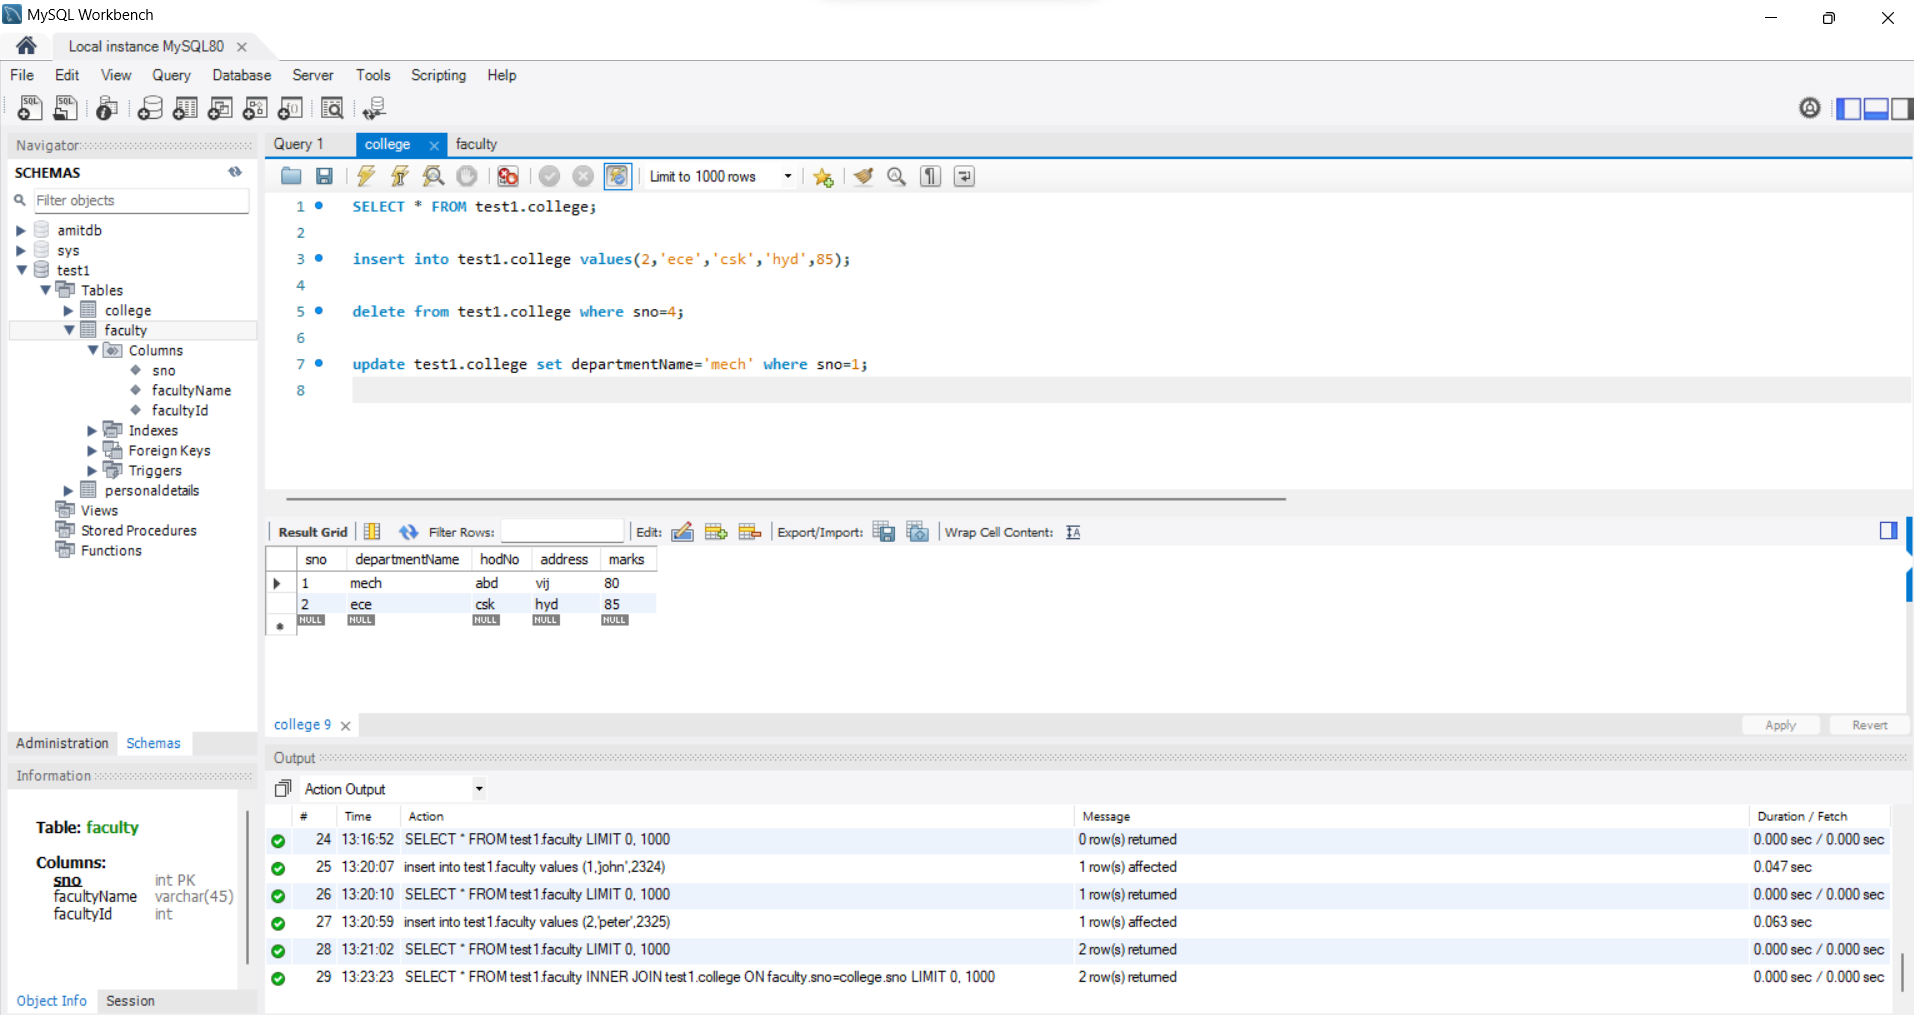 MySQL Workbench
Local instance MySQL80
File Edit View Query Database Server Tools Scripting Help
Navigator
SCHEMAS
Filter objects
amitdb
sys
test1
Tables
college
faculty
Columns
sno
facultyName
facultyId
Indexes
Foreign Keys
Triggers
personaldetails
Views
Stored Procedures
Functions
Administration Schemas
Information
Table: faculty
Columns:
sno int PK
facultyName varchar(45)
facultyId int
Object Info Session
Query 1 college faculty
Limit to 1000 rows
1 SELECT * FROM test1.college;
2
3 insert into test1.college values(2,'ece','csk','hyd',85);
4
5 delete from test1.college where sno=4;
6
7 update test1.college set departmentName='mech' where sno=1;
8
Result Grid Filter Rows: Edit: Export/Import: Wrap Cell Content:
sno departmentName hodNo address marks
1 mech abd vij 80
2 ece csk hyd 85
NULL NULL NULL NULL NULL
college 9
Apply Revert
Output
Action Output
# Time Action Message Duration / Fetch
24 13:16:52 SELECT * FROM test1.faculty LIMIT 0, 1000 0 row(s) returned 0.000 sec / 0.000 sec
25 13:20:07 insert into test1.faculty values (1,'john',2324) 1 row(s) affected 0.047 sec
26 13:20:10 SELECT * FROM test1.faculty LIMIT 0, 1000 1 row(s) returned 0.000 sec / 0.000 sec
27 13:20:59 insert into test1.faculty values (2,'peter',2325) 1 row(s) affected 0.063 sec
28 13:21:02 SELECT * FROM test1.faculty LIMIT 0, 1000 2 row(s) returned 0.000 sec / 0.000 sec
29 13:23:23 SELECT * FROM test1.faculty INNER JOIN test1.college ON faculty.sno=college.sno LIMIT 0, 1000 2 row(s) returned 0.000 sec / 0.000 sec